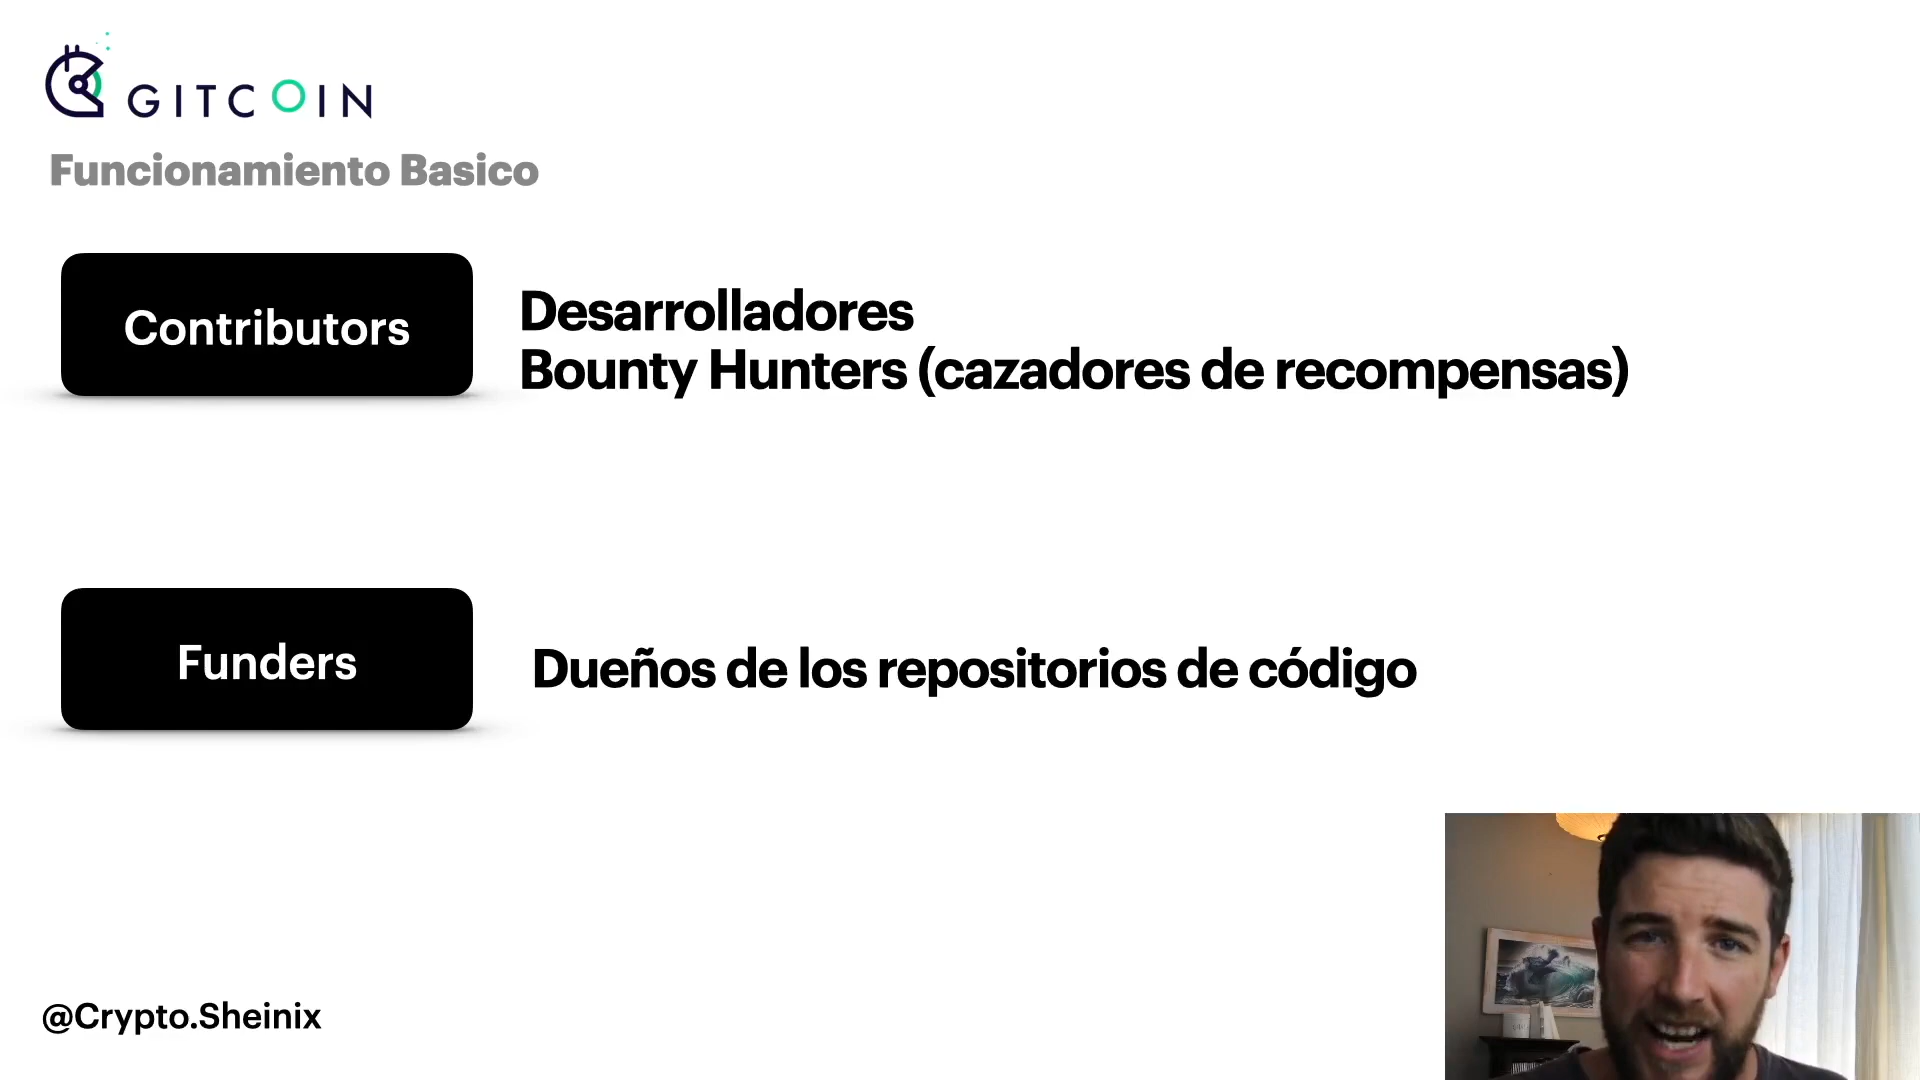 GITCOIN
Funcionamiento Basico
Contributors
Desarrolladores
Bounty Hunters (cazadores de recompensas)
Funders
Dueños de los repositorios de código
@Crypto.Sheinix